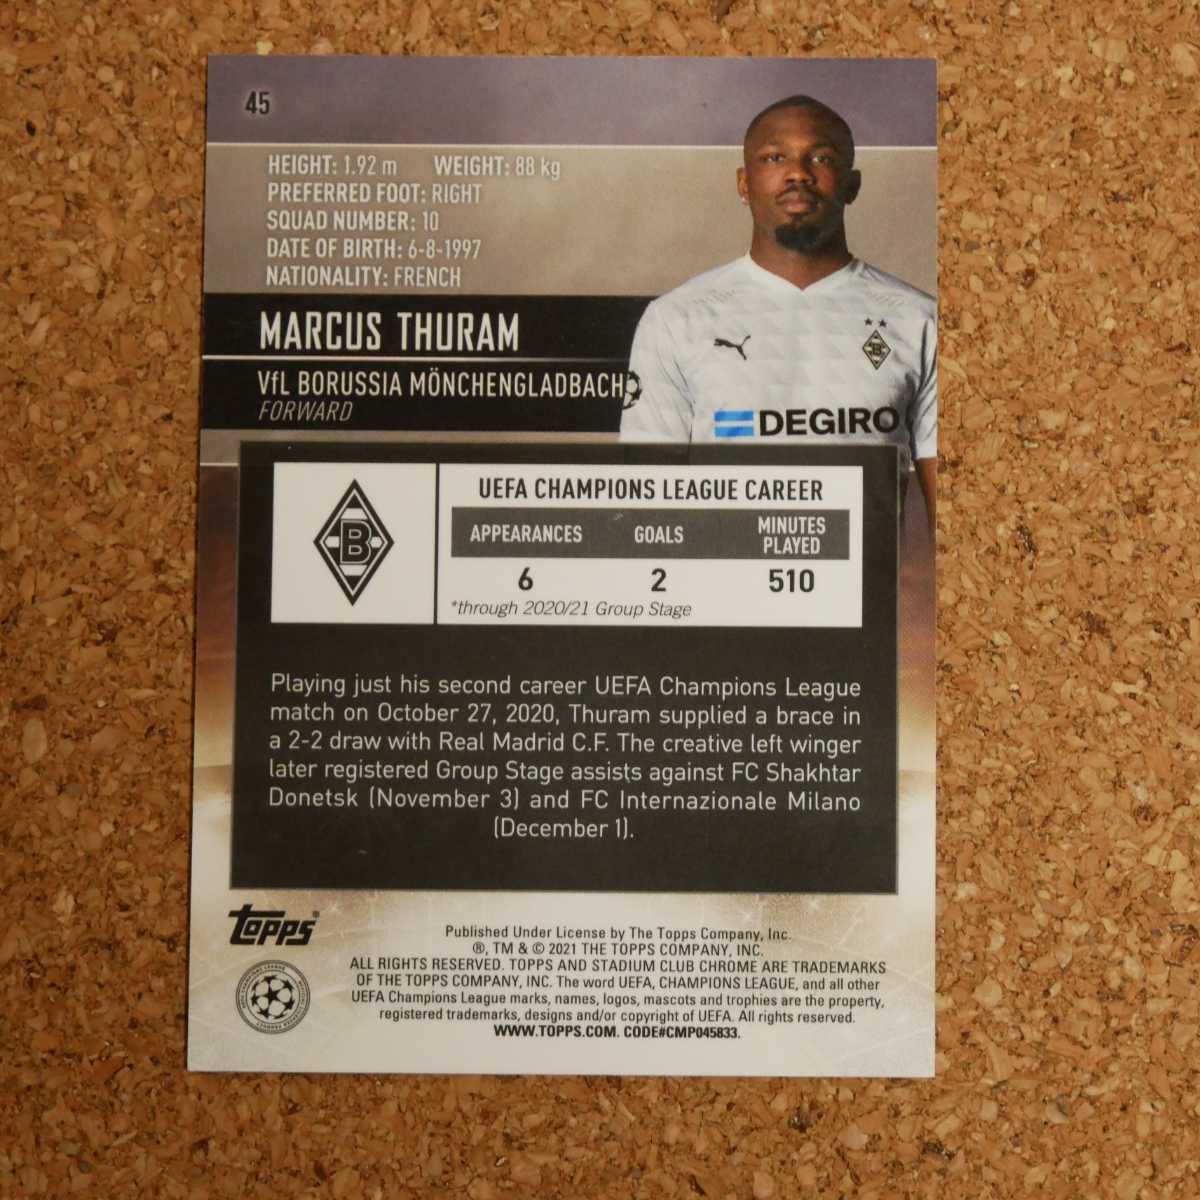 45
HEIGHT: 1.92 m WEIGHT: 88 kg
PREFERRED FOOT: RIGHT
SQUAD NUMBER: 10
DATE OF BIRTH: 6-8-1997
NATIONALITY: FRENCH
MARCUS THURAM
VfL BORUSSIA MÖNCHENGLADBACH
FORWARD
DEGIRO
B
UEFA CHAMPIONS LEAGUE CAREER
APPEARANCES GOALS MINUTES PLAYED
6 2 510
*through 2020/21 Group Stage
Playing just his second career UEFA Champions League
match on October 27, 2020, Thuram supplied a brace in
a 2-2 draw with Real Madrid C.F. The creative left winger
later registered Group Stage assists against FC Shakhtar
Donetsk (November 3) and FC Internazionale Milano
(December 1).
Topps®
Published Under License by The Topps Company, Inc.
®, TM & © 2021 THE TOPPS COMPANY, INC.
ALL RIGHTS RESERVED. TOPPS AND STADIUM CLUB CHROME ARE TRADEMARKS
OF THE TOPPS COMPANY, INC. The word UEFA, CHAMPIONS LEAGUE, and all other
UEFA Champions League marks, names, logos, mascots and trophies are the property,
registered trademarks, designs and/or copyright of UEFA. All rights reserved.
WWW.TOPPS.COM. CODE#CMP045833.